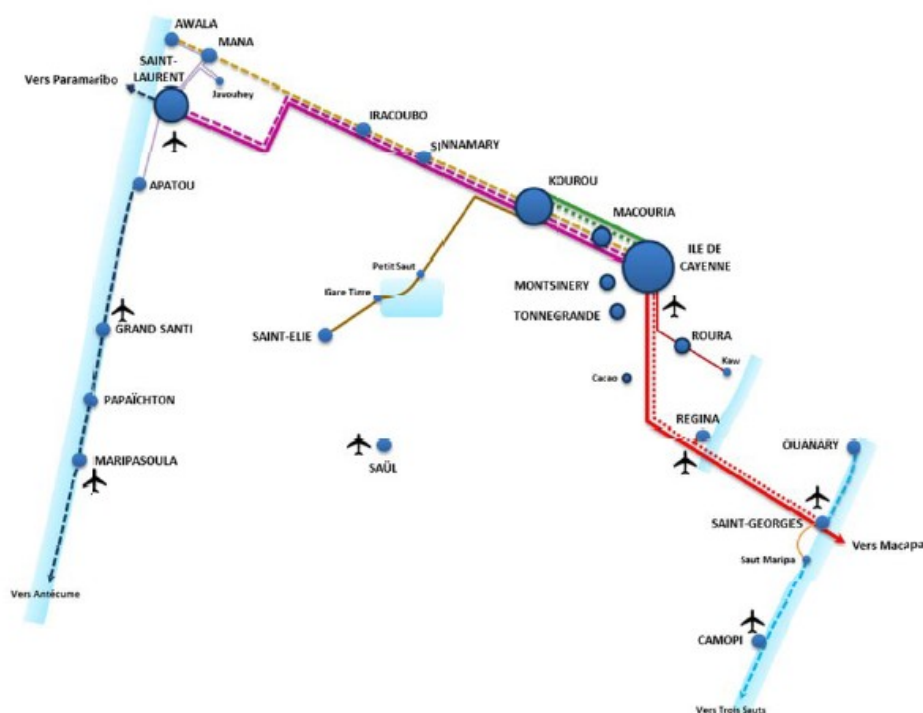 AWALA
MANA
SAINT-
LAURENT
Vers Paramaribo
Javouhey
IRACOUBO
SINNAMARY
APATOU
KOUROU
MACOURIA
ILE DE
CAYENNE
Petit Saut
MONTSINERY
Gare Tigre
TONNEGRANDE
GRAND SANTI
SAINT-ELIE
ROURA
Kaw
Cacao
PAPAÏCHTON
REGINA
OUANARY
MARIPASOULA
SAÜL
SAINT-GEORGES
Vers Macapa
Saut Maripa
Vers Antécume
CAMOPI
Vers Trois Sauts